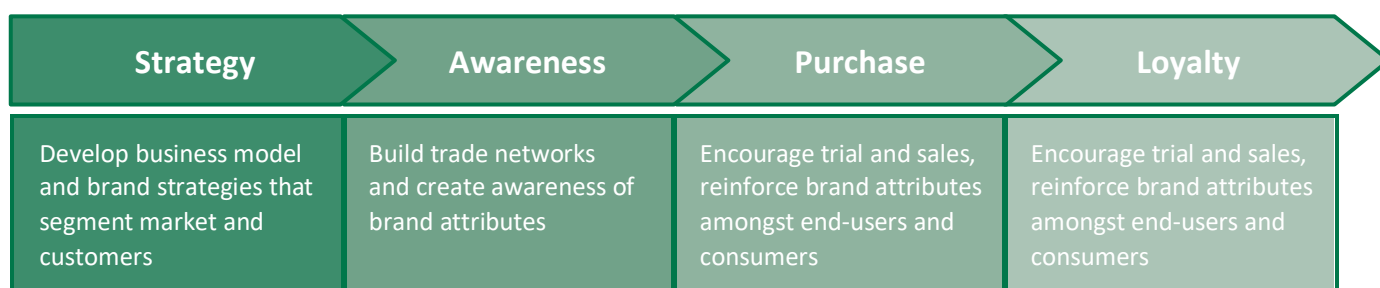 Strategy
Awareness
Purchase
Loyalty
Develop business model
and brand strategies that
segment market and
customers
Build trade networks
and create awareness of
brand attributes
Encourage trial and sales,
reinforce brand attributes
amongst end-users and
consumers
Encourage trial and sales,
reinforce brand attributes
amongst end-users and
consumers